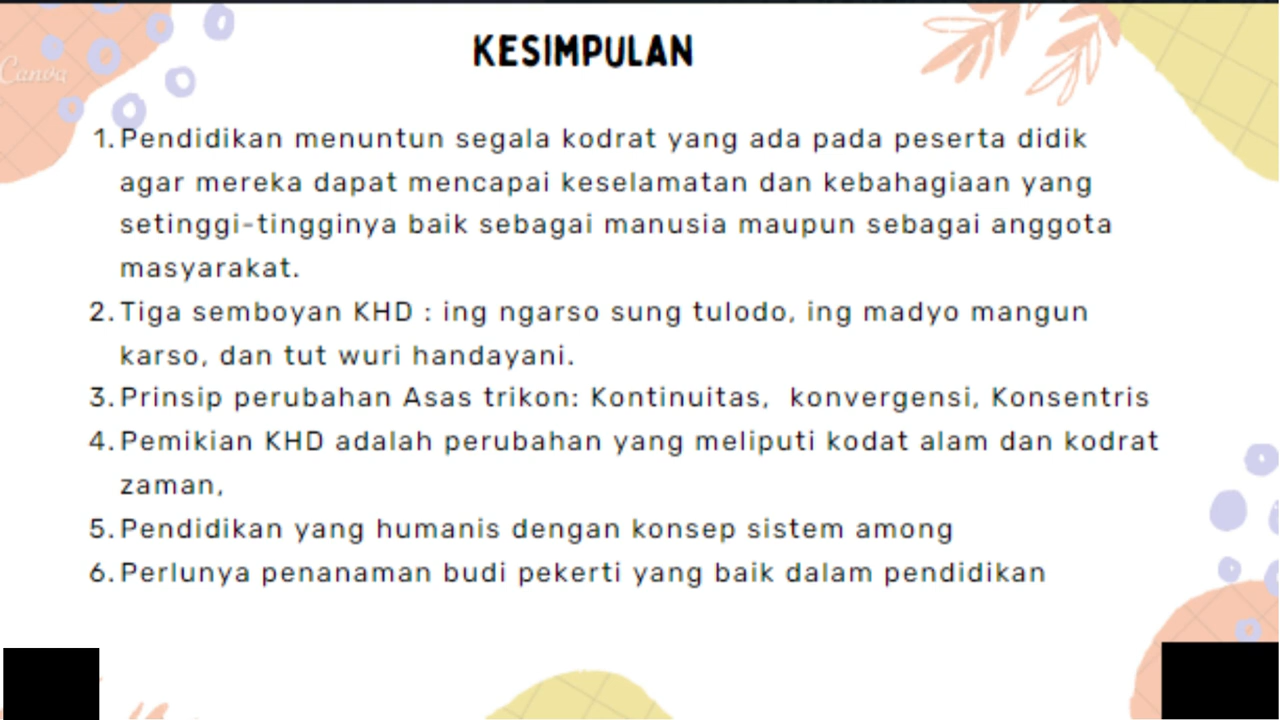 Canva
KESIMPULAN
1. Pendidikan menuntun segala kodrat yang ada pada peserta didik
agar mereka dapat mencapai keselamatan dan kebahagiaan yang
setinggi-tingginya baik sebagai manusia maupun sebagai anggota
masyarakat.
2. Tiga semboyan KHD : ing ngarso sung tulodo, ing madyo mangun
karso, dan tut wuri handayani.
3. Prinsip perubahan Asas trikon: Kontinuitas, konvergensi, Konsentris
4. Pemikian KHD adalah perubahan yang meliputi kodat alam dan kodrat
zaman,
5. Pendidikan yang humanis dengan konsep sistem among
6. Perlunya penanaman budi pekerti yang baik dalam pendidikan